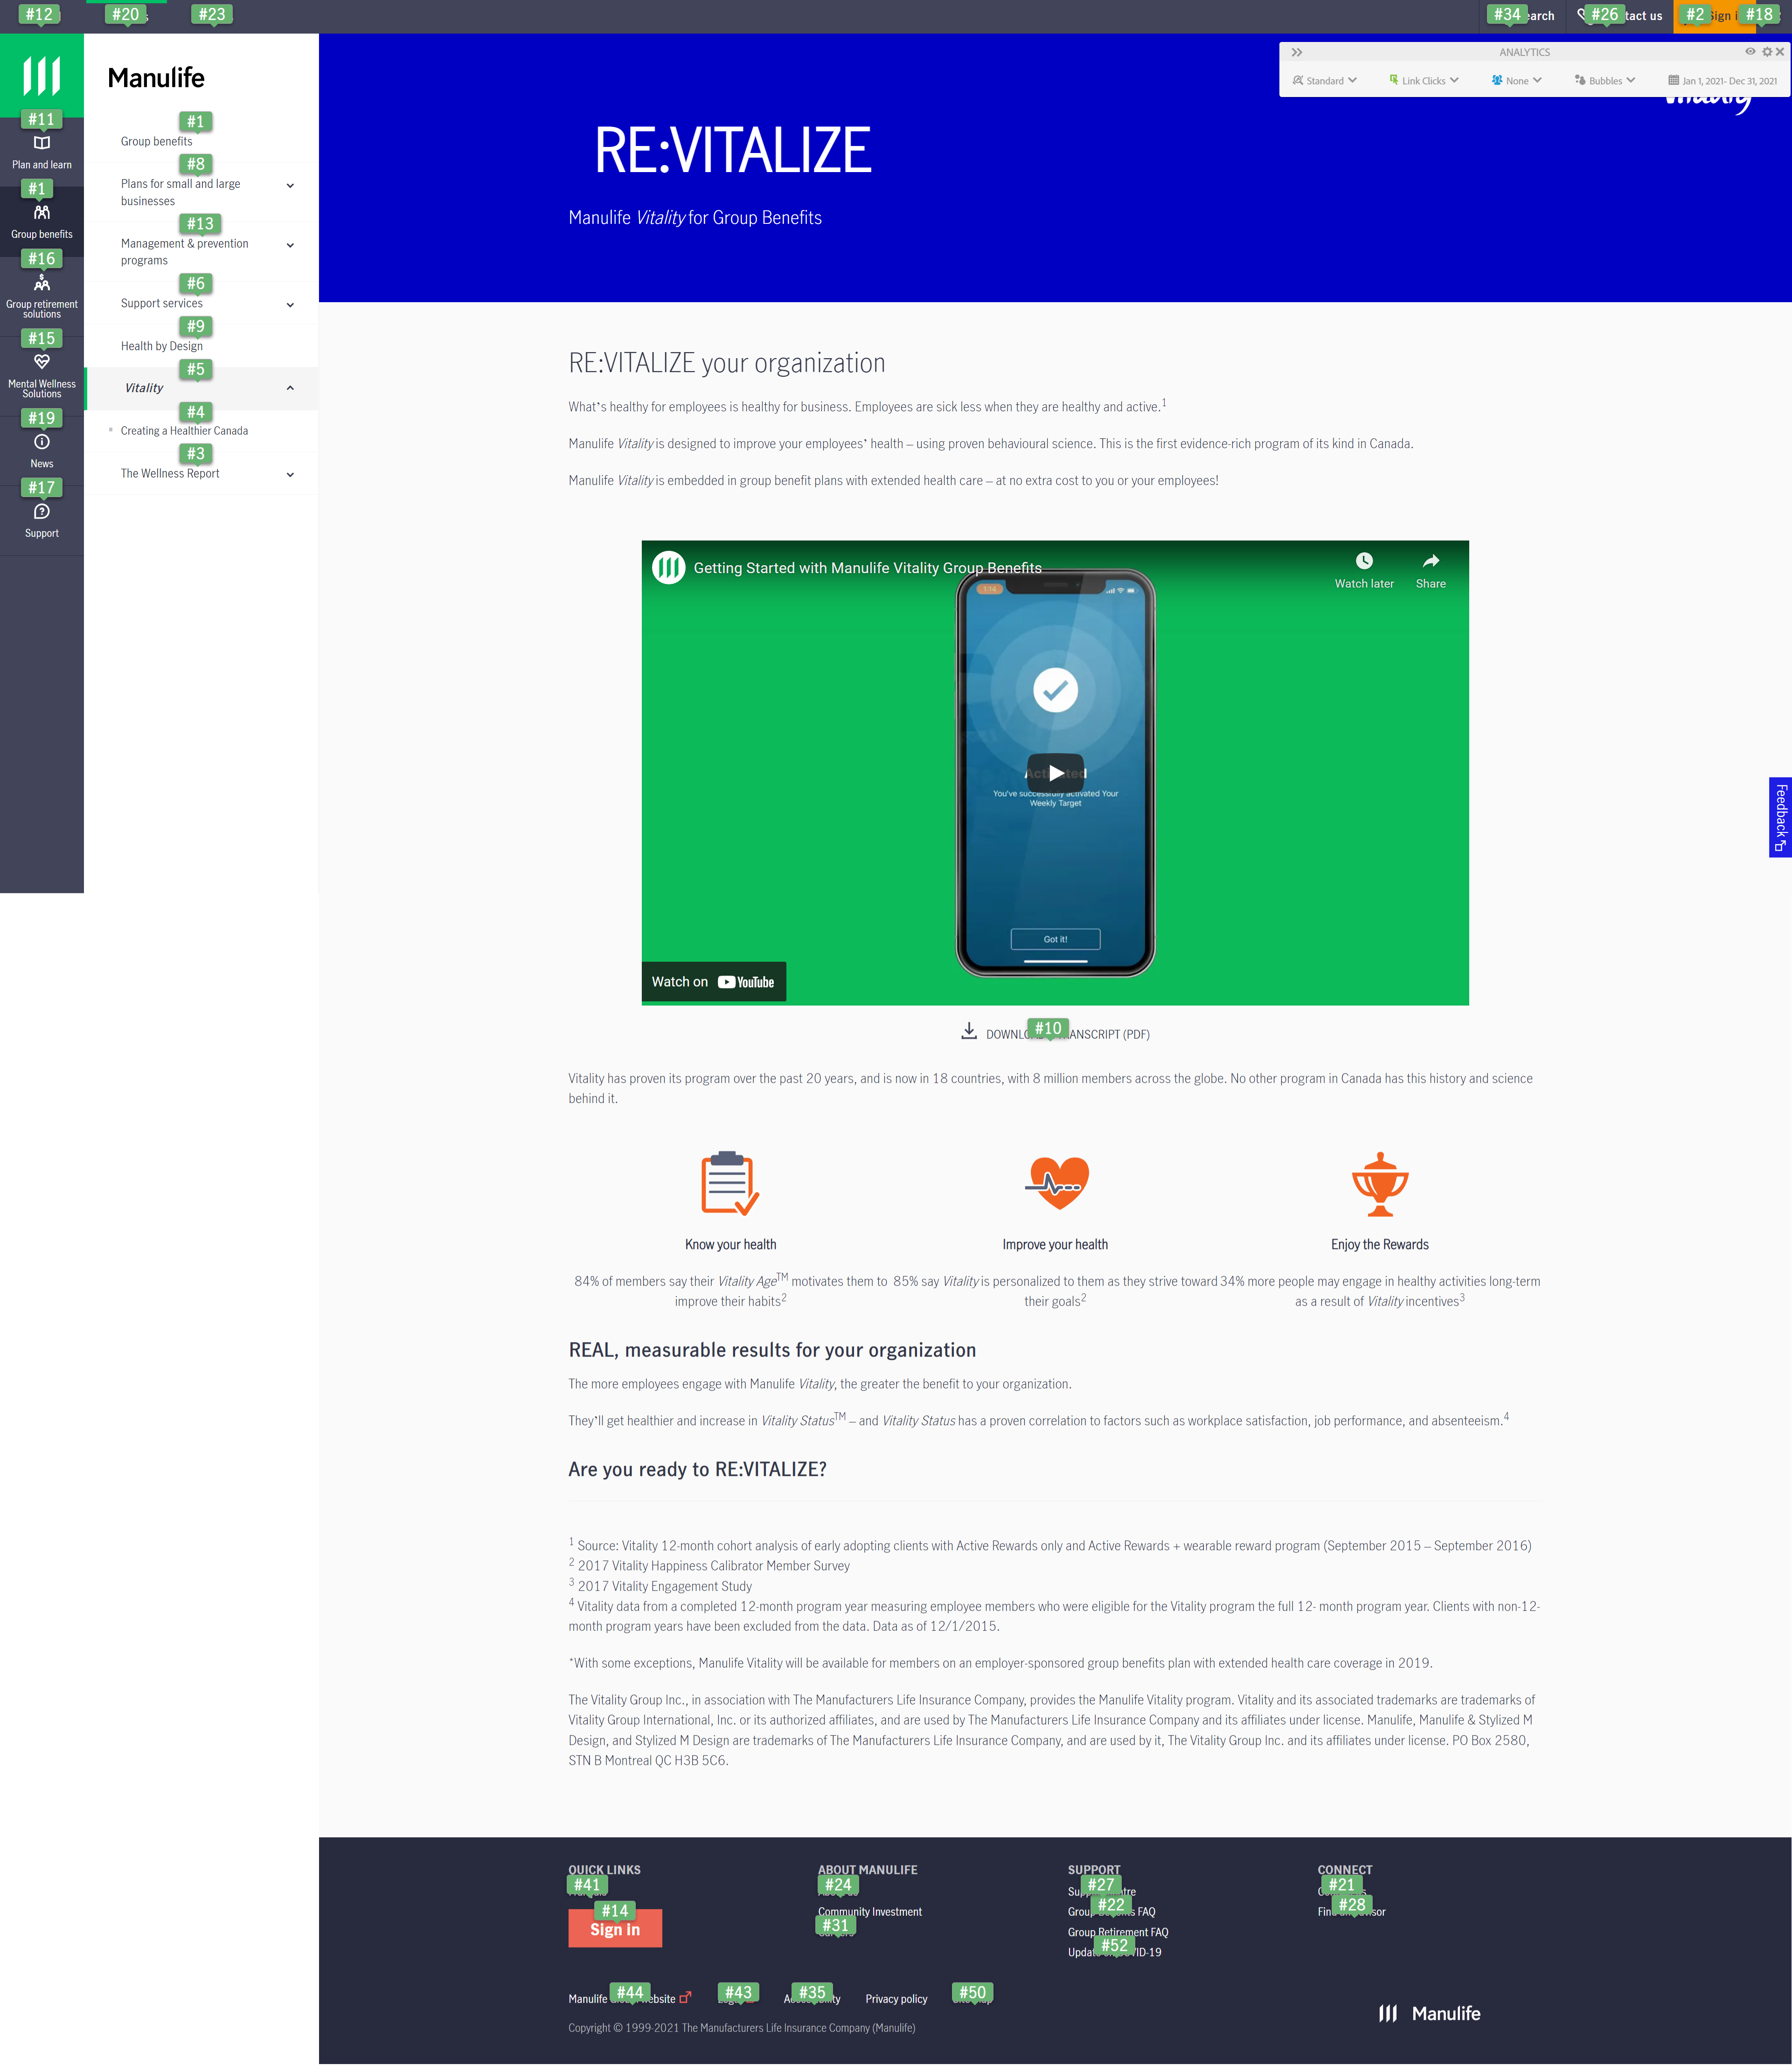 #12
#20
#23
#34
earch
#26
tact us
#2
Sign i
#18
ANALYTICS
Standard
Link Clicks
None
Bubbles
Jan 1, 2021- Dec 31, 2021
Manulife
#11
Plan and learn
#1
Group benefits
#16
Group retirement
solutions
#15
Mental Wellness
Solutions
#19
News
#17
Support
#1
Group benefits
#8
Plans for small and large
businesses
#13
Management & prevention
programs
#6
Support services
#9
Health by Design
#5
Vitality
#4
Creating a Healthier Canada
#3
The Wellness Report
RE:VITALIZE
Manulife Vitality for Group Benefits
RE:VITALIZE your organization
What's healthy for employees is healthy for business. Employees are sick less when they are healthy and active.1
Manulife Vitality is designed to improve your employees' health – using proven behavioural science. This is the first evidence-rich program of its kind in Canada.
Manulife Vitality is embedded in group benefit plans with extended health care – at no extra cost to you or your employees!
Getting Started with Manulife Vitality Group Benefits
Watch later
Share
1:14
You've successfully activated Your
Weekly Target
Got it!
Watch on YouTube
Feedback
#10
DOWNL ANSCRIPT (PDF)
Vitality has proven its program over the past 20 years, and is now in 18 countries, with 8 million members across the globe. No other program in Canada has this history and science
behind it.
Know your health
84% of members say their Vitality Age™ motivates them to
improve their habits2
Improve your health
85% say Vitality is personalized to them as they strive toward
their goals2
Enjoy the Rewards
34% more people may engage in healthy activities long-term
as a result of Vitality incentives3
REAL, measurable results for your organization
The more employees engage with Manulife Vitality, the greater the benefit to your organization.
They'll get healthier and increase in Vitality Status™ – and Vitality Status has a proven correlation to factors such as workplace satisfaction, job performance, and absenteeism.4
Are you ready to RE:VITALIZE?
1 Source: Vitality 12-month cohort analysis of early adopting clients with Active Rewards only and Active Rewards + wearable reward program (September 2015 – September 2016)
2 2017 Vitality Happiness Calibrator Member Survey
3 2017 Vitality Engagement Study
4 Vitality data from a completed 12-month program year measuring employee members who were eligible for the Vitality program the full 12- month program year. Clients with non-12-
month program years have been excluded from the data. Data as of 12/1/2015.
*With some exceptions, Manulife Vitality will be available for members on an employer-sponsored group benefits plan with extended health care coverage in 2019.
The Vitality Group Inc., in association with The Manufacturers Life Insurance Company, provides the Manulife Vitality program. Vitality and its associated trademarks are trademarks of
Vitality Group International, Inc. or its authorized affiliates, and are used by The Manufacturers Life Insurance Company and its affiliates under license. Manulife, Manulife & Stylized M
Design, and Stylized M Design are trademarks of The Manufacturers Life Insurance Company, and are used by it, The Vitality Group Inc. and its affiliates under license. PO Box 2580,
STN B Montreal QC H3B 5C6.
QUICK LINKS
#41
#14
Sign in
ABOUT MANULIFE
#24
Community Investment
#31
SUPPORT
#27
#22
Group FAQ
Group Retirement FAQ
#52
CONNECT
#21
#28
Manulife
#44
#43
#35
Privacy policy
#50
Copyright © 1999-2021 The Manufacturers Life Insurance Company (Manulife)
Manulife